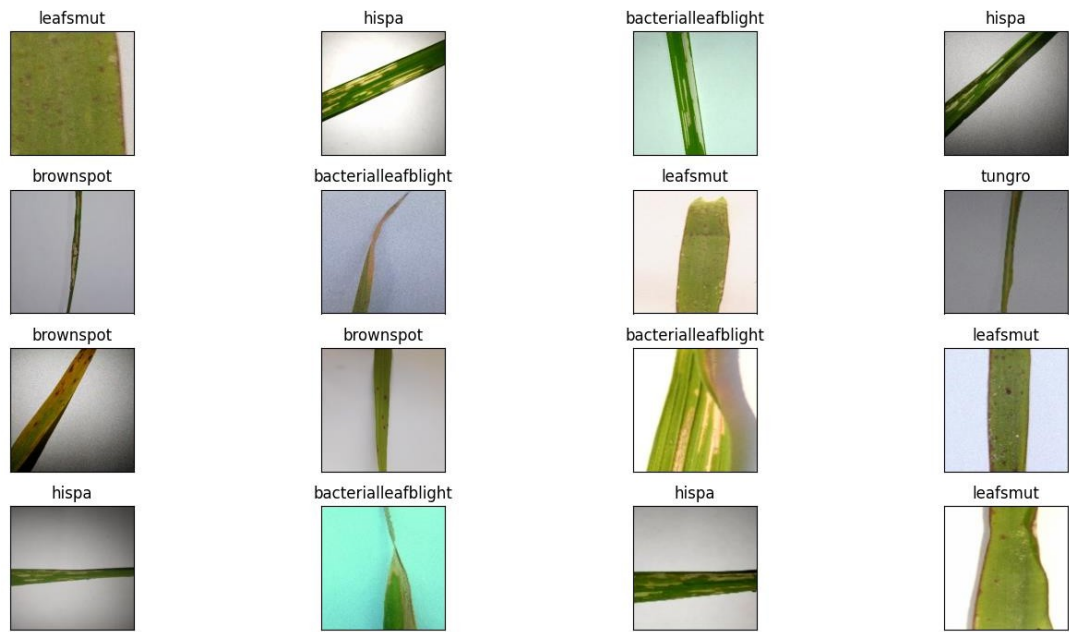 leafsmut
hispa
bacterialleafblight
hispa
brownspot
bacterialleafblight
leafsmut
tungro
brownspot
brownspot
bacterialleafblight
leafsmut
hispa
bacterialleafblight
hispa
leafsmut